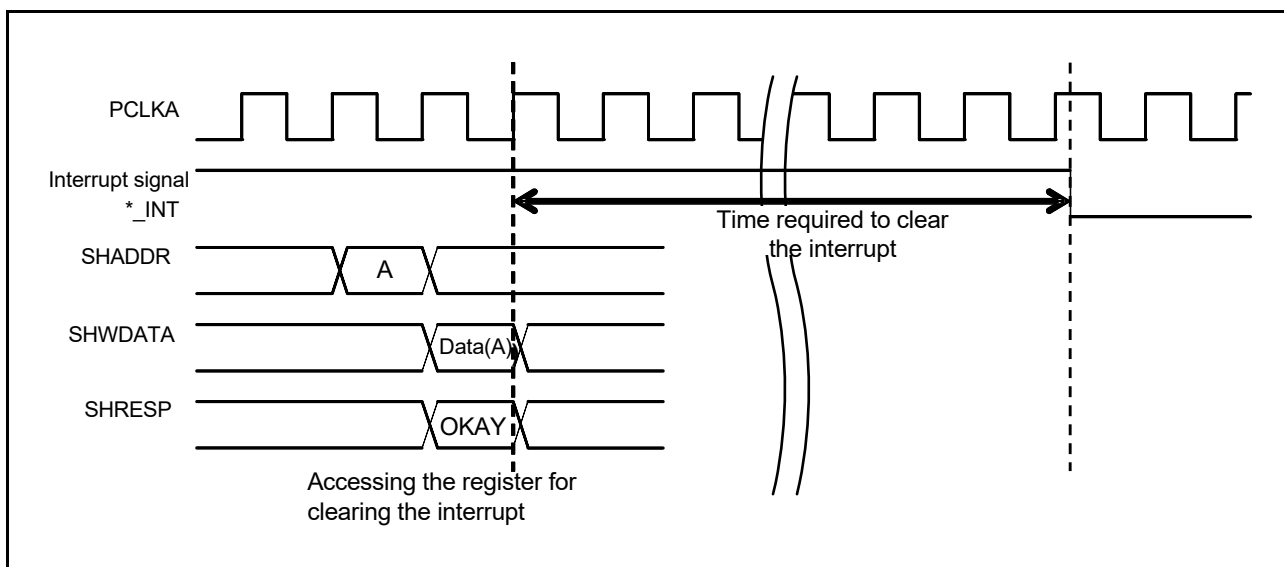 PCLKA
Interrupt signal
*_INT
Time required to clear
the interrupt
SHADDR
A
SHWDATA
Data(A)
SHRESP
OKAY
Accessing the register for
clearing the interrupt